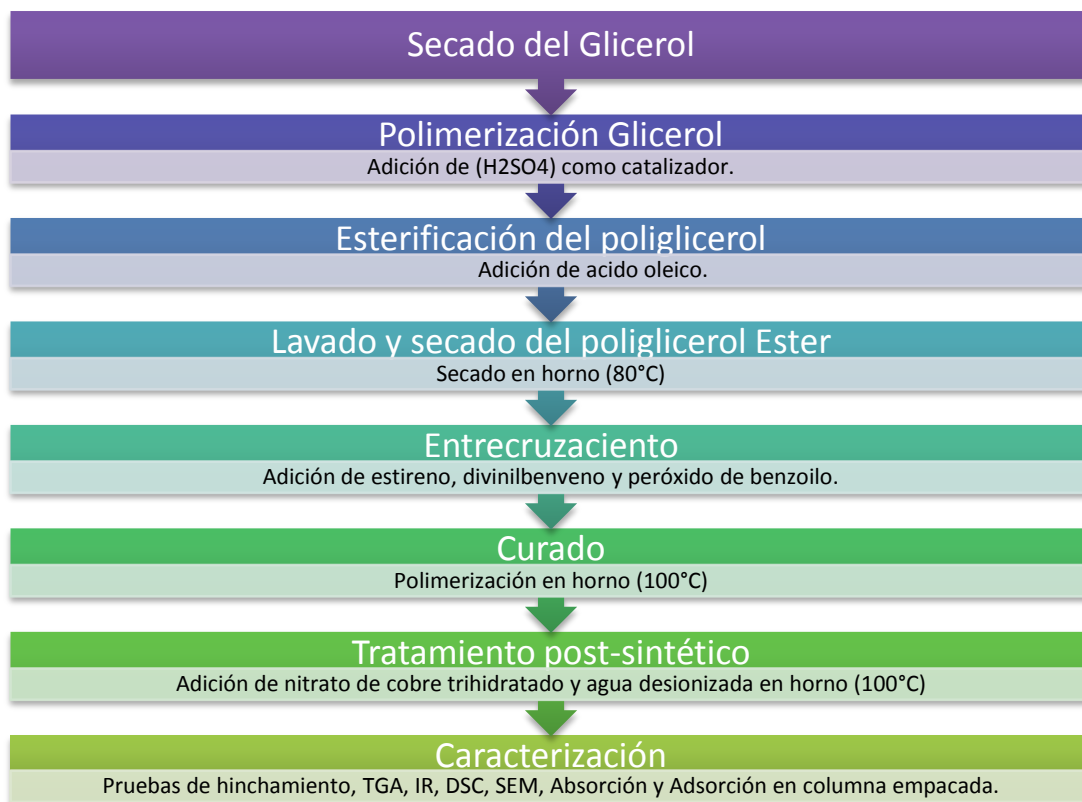 Secado del Glicerol
Polimerización Glicerol
Adición de (H2SO4) como catalizador.
Esterificación del poliglicerol
Adición de acido oleico.
Lavado y secado del poliglicerol Ester
Secado en horno (80°C)
Entrecruzaciento
Adición de estireno, divinilbenveno y peróxido de benzoilo.
Curado
Polimerización en horno (100°C)
Tratamiento post-sintético
Adición de nitrato de cobre trihidratado y agua desionizada en horno (100°C)
Caracterización
Pruebas de hinchamiento, TGA, IR, DSC, SEM, Absorción y Adsorción en columna empacada.